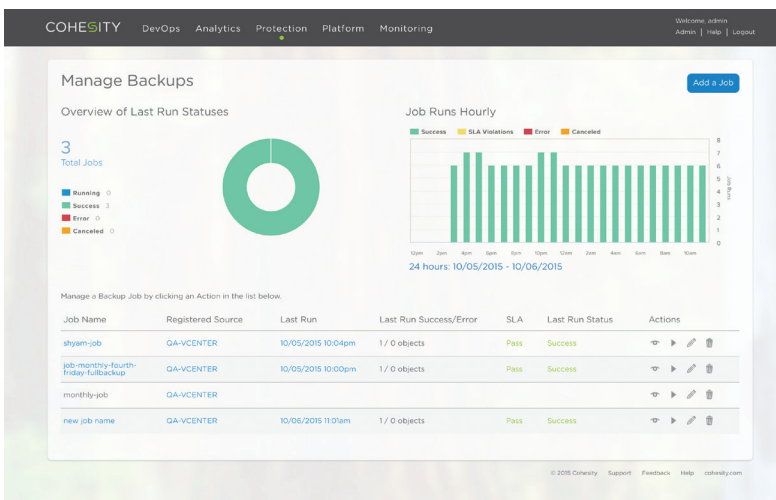 COHESITY DevOps Analytics Protection Platform Monitoring
Welcome, admin
Admin | Help | Logout
Manage Backups
Add a Job
Overview of Last Run Statuses
3
Total Jobs
Running 0
Success 3
Error 0
Canceled 0
Job Runs Hourly
Success SLA Violations Error Canceled
8
7
6
5
4
3
2
1
0
Job Runs
12pm 2pm 4pm 6pm 8pm 10pm 12am 2am 4am 6am 8am 10am
24 hours: 10/05/2015 - 10/06/2015
Manage a Backup Job by clicking an Action in the list below.
Job Name Registered Source Last Run Last Run Success/Error SLA Last Run Status Actions
shyam-job QA-VCENTER 10/05/2015 10:04pm 1 / 0 objects Pass Success
job-monthly-fourth-
friday-fullbackup QA-VCENTER 10/05/2015 10:00pm 1 / 0 objects Pass Success
monthly-job QA-VCENTER
new job name QA-VCENTER 10/06/2015 11:01am 1 / 0 objects Pass Success
© 2015 Cohesity Support Feedback Help cohesity.com